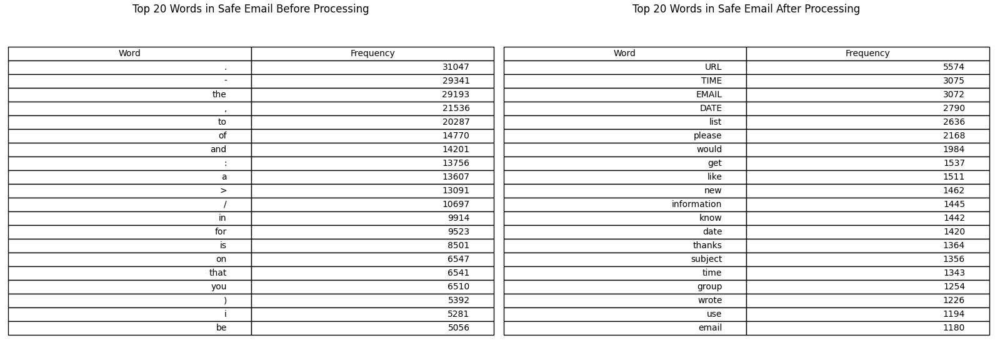 Top 20 Words in Safe Email Before Processing
Word Frequency
. 31047
- 29341
the 29193
, 21536
to 20287
of 14770
and 14201
: 13756
a 13607
> 13091
/ 10697
in 9914
for 9523
is 8501
on 6547
that 6541
you 6510
) 5392
i 5281
be 5056
Top 20 Words in Safe Email After Processing
Word Frequency
URL 5574
TIME 3075
EMAIL 3072
DATE 2790
list 2636
please 2168
would 1984
get 1537
like 1511
new 1462
information 1445
know 1442
date 1420
thanks 1364
subject 1356
time 1343
group 1254
wrote 1226
use 1194
email 1180